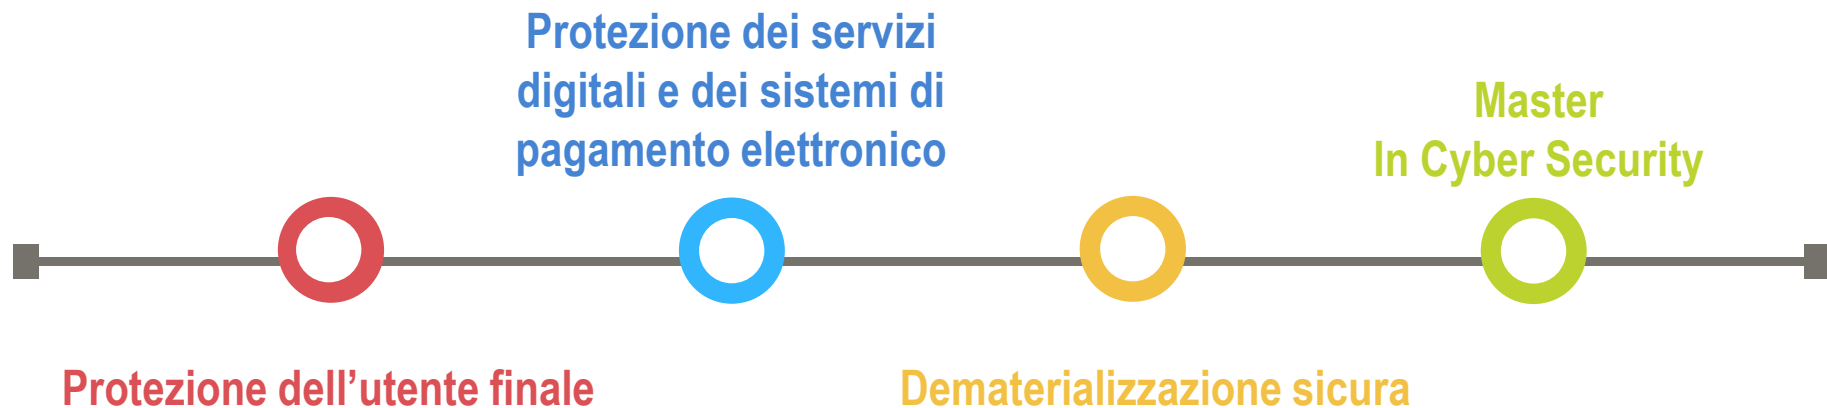 Protezione dei servizi
digitali e dei sistemi di
pagamento elettronico
Master
In Cyber Security
Protezione dell’utente finale
Dematerializzazione sicura